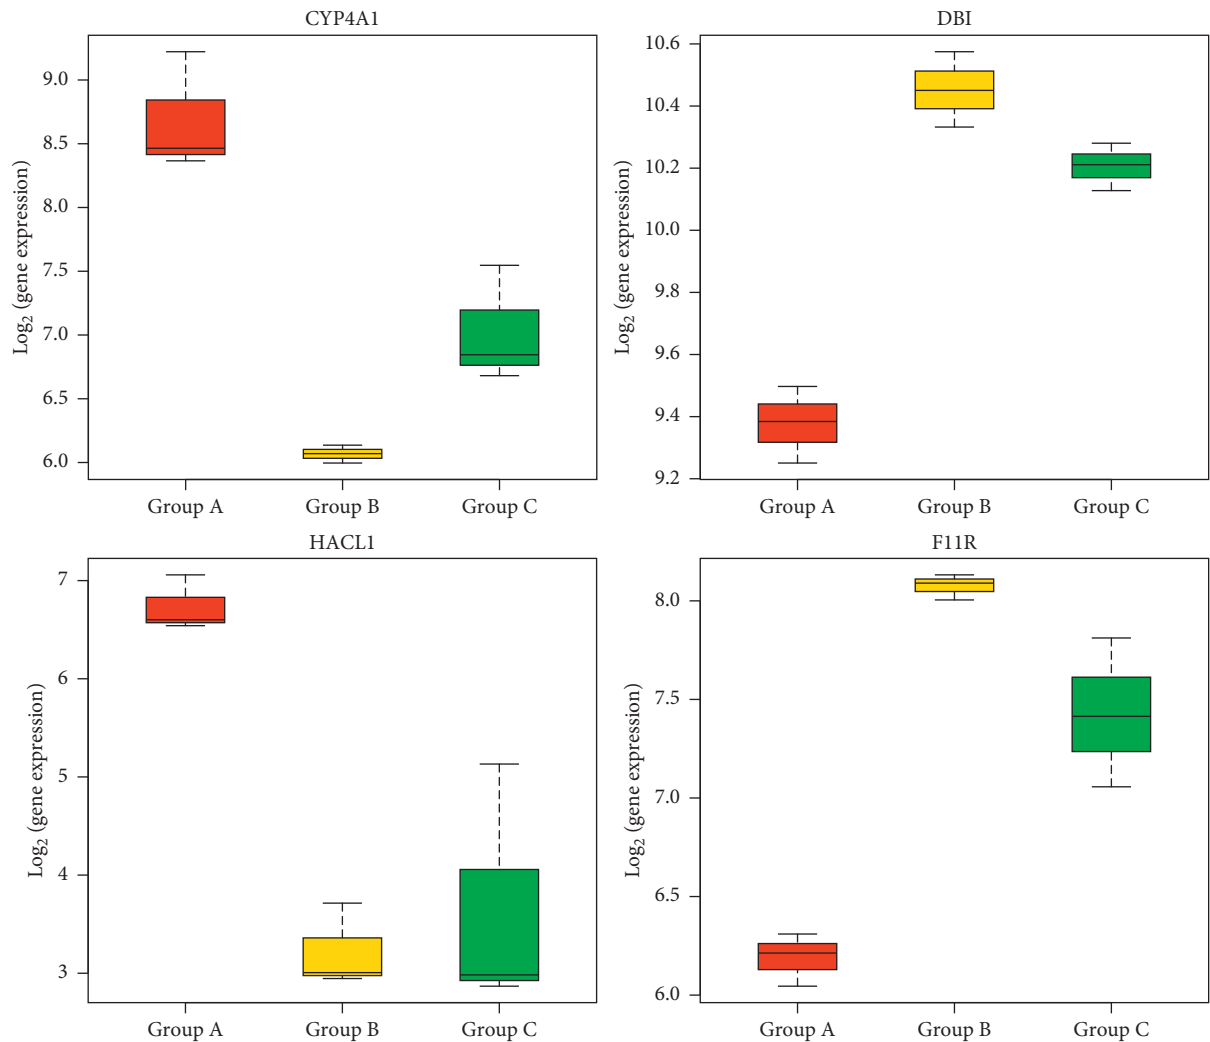 CYP4A1
9.0
8.5
8.0
7.5
7.0
6.5
6.0
Log₂ (gene expression)
Group A Group B Group C
DBI
10.6
10.4
10.2
10.0
9.8
9.6
9.4
9.2
Log₂ (gene expression)
Group A Group B Group C
HACL1
7
6
5
4
3
Log₂ (gene expression)
Group A Group B Group C
F11R
8.0
7.5
7.0
6.5
6.0
Log₂ (gene expression)
Group A Group B Group C